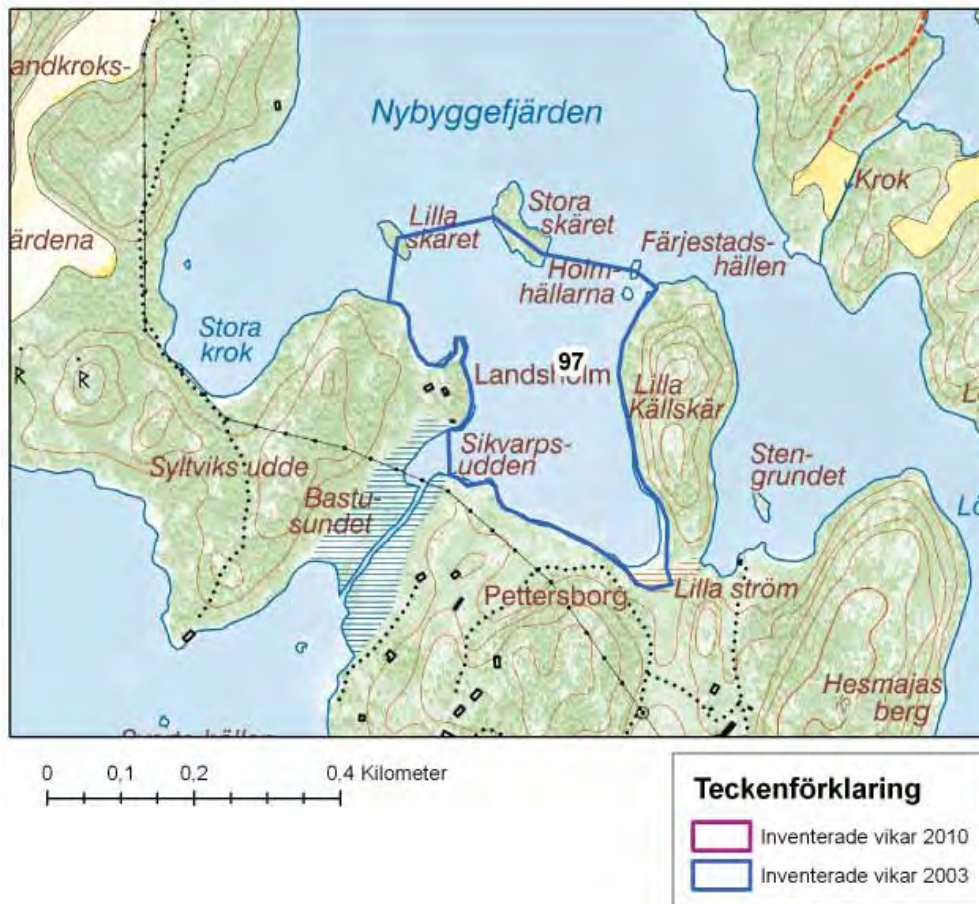 andkroks-
Nybyggefjärden
Krok
Lilla
skäret
Stora
skäret
Färjestads-
hällen
ärdena
Holm-
hällarna
Stora
krok
97
Landsholm
Lilla
Källskär
R
R
Syltviks udde
Sikvarps-
udden
Sten-
grundet
Bastu-
sundet
Pettersborg
Lilla ström
Hesmajas
berg
25
0 0,1 0,2 0,4 Kilometer
Teckenförklaring
Inventerade vikar 2010
Inventerade vikar 2003